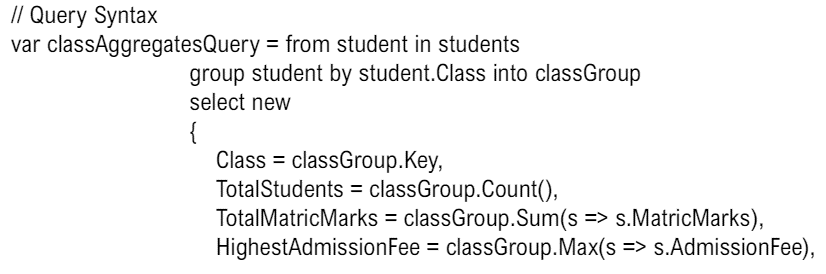 // Query Syntax
var classAggregatesQuery = from student in students
group student by student.Class into classGroup
select new
{
Class = classGroup.Key,
TotalStudents = classGroup.Count(),
TotalMatricMarks = classGroup.Sum(s => s.MatricMarks),
HighestAdmissionFee = classGroup.Max(s => s.AdmissionFee),